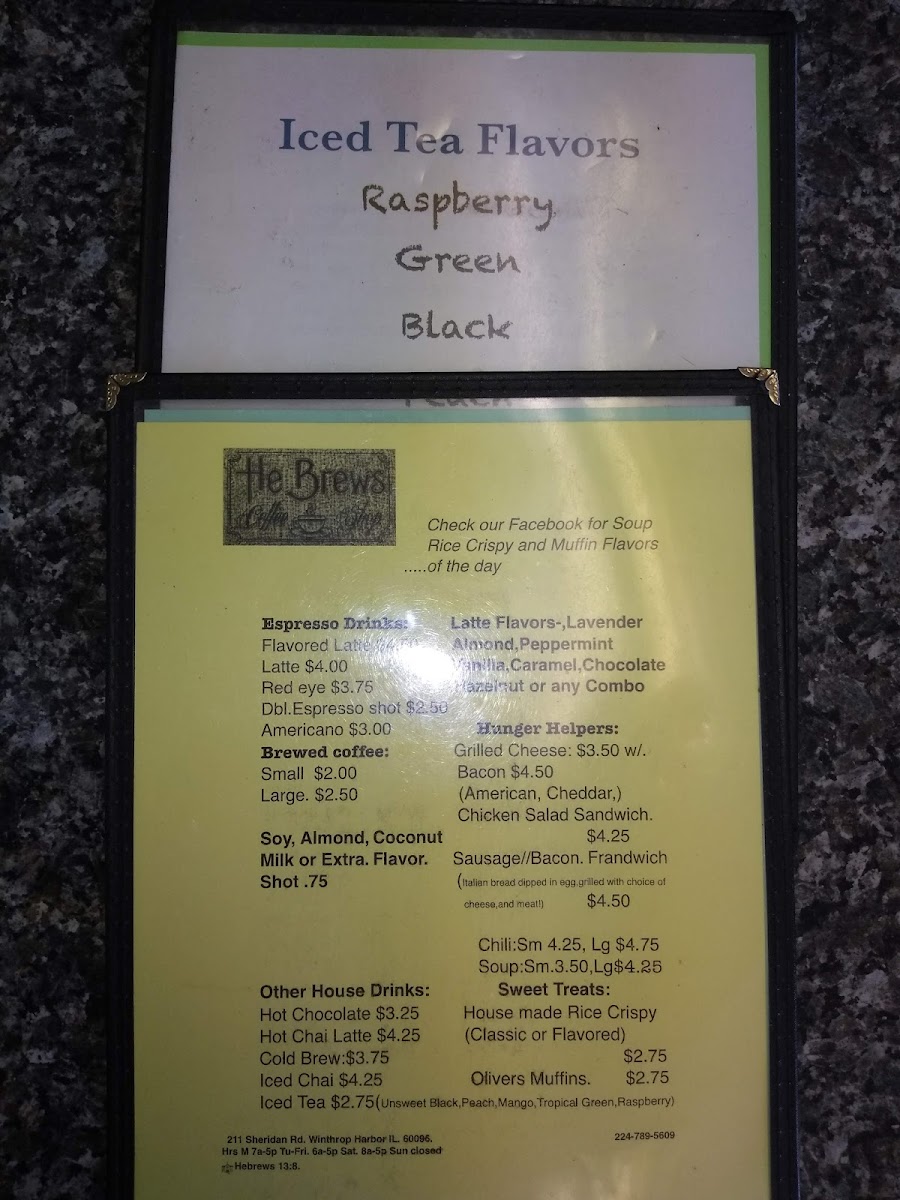 Iced Tea Flavors
Raspberry
Green
Black
He Brews
Coffee Shop
Check our Facebook for Soup
Rice Crispy and Muffin Flavors
.....of the day
Espresso Drinks:
Flavored Latte
Latte $4.00
Red eye $3.75
Dbl.Espresso shot $2.50
Americano $3.00
Brewed coffee:
Small $2.00
Large. $2.50
Soy, Almond, Coconut
Milk or Extra. Flavor.
Shot .75
Latte Flavors-,Lavender
Almond,Peppermint
Vanilla,Caramel,Chocolate
Hazelnut or any Combo
Hunger Helpers:
Grilled Cheese: $3.50 w/.
Bacon $4.50
(American, Cheddar,)
Chicken Salad Sandwich.
$4.25
Sausage//Bacon. Frandwich
(Italian bread dipped in egg.grilled with choice of
cheese,and meat!) $4.50
Chili:Sm 4.25, Lg $4.75
Soup:Sm.3.50,Lg$4.25
Other House Drinks:
Hot Chocolate $3.25
Hot Chai Latte $4.25
Cold Brew:$3.75
Iced Chai $4.25
Iced Tea $2.75(Unsweet Black,Peach,Mango,Tropical Green,Raspberry)
Sweet Treats:
House made Rice Crispy
(Classic or Flavored)
$2.75
Olivers Muffins. $2.75
211 Sheridan Rd. Winthrop Harbor IL. 60096.
Hrs M 7a-5p Tu-Fri. 6a-5p Sat. 8a-5p Sun closed
Hebrews 13:8.
224-789-5609